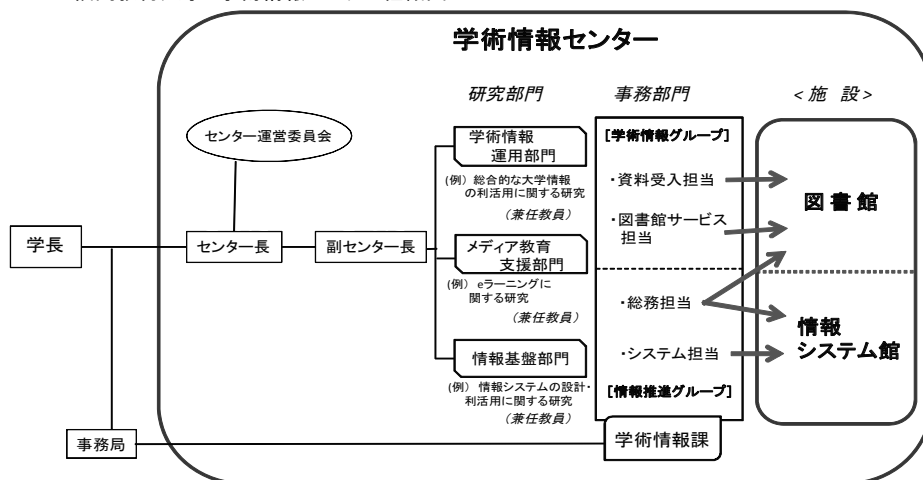 学術情報センター
研究部門
事務部門
<施 設>
センター運営委員会
学術情報
運用部門
(例) 総合的な大学情報
の利活用に関する研究
(兼任教員)
[学術情報グループ]
・資料受入担当
・図書館サービス
担当
図書館
学長
センター長
副センター長
メディア教育
支援部門
(例) eラーニングに
関する研究
(兼任教員)
・総務担当
・システム担当
情報
システム館
情報基盤部門
(例) 情報システムの設計・
利活用に関する研究
(兼任教員)
[情報推進グループ]
事務局
学術情報課